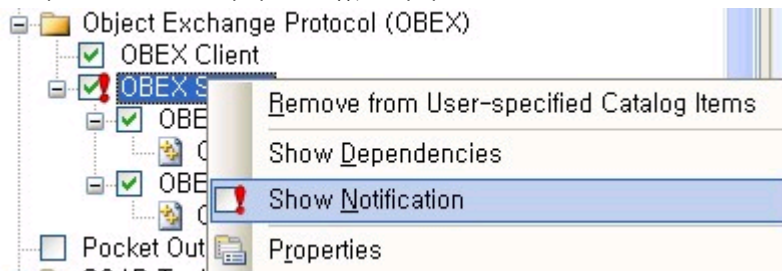 Object Exchange Protocol (OBEX)
OBEX Client
OBEX S
Remove from User-specified Catalog Items
OBE
Show Dependencies
OBE
Show Notification
Pocket Out
Properties